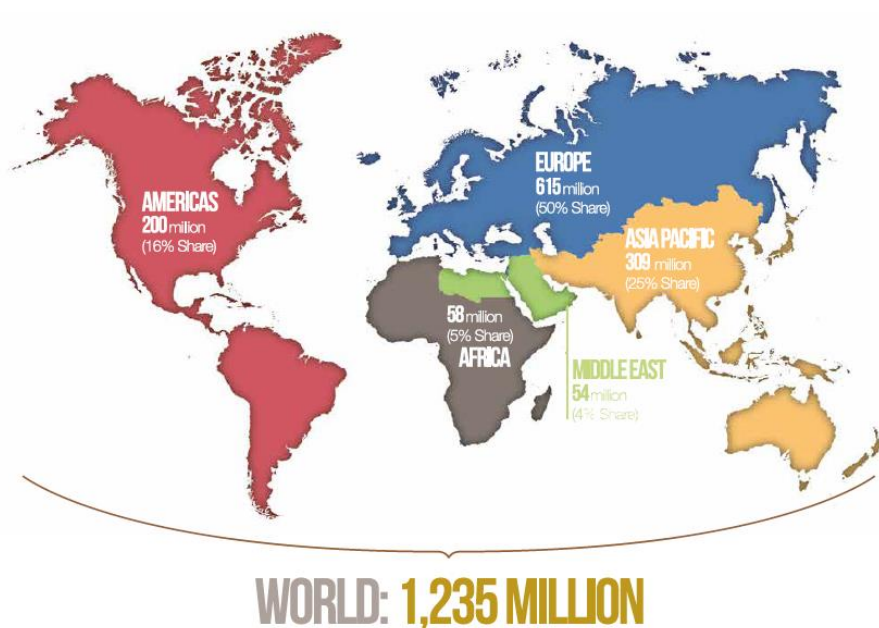 AMERICAS
200 million
(16% Share)
EUROPE
615 million
(50% Share)
ASIA PACIFIC
309 million
(25% Share)
58 million
(5% Share)
AFRICA
MIDDLE EAST
54 million
(4% Share)
WORLD: 1,235 MILLION